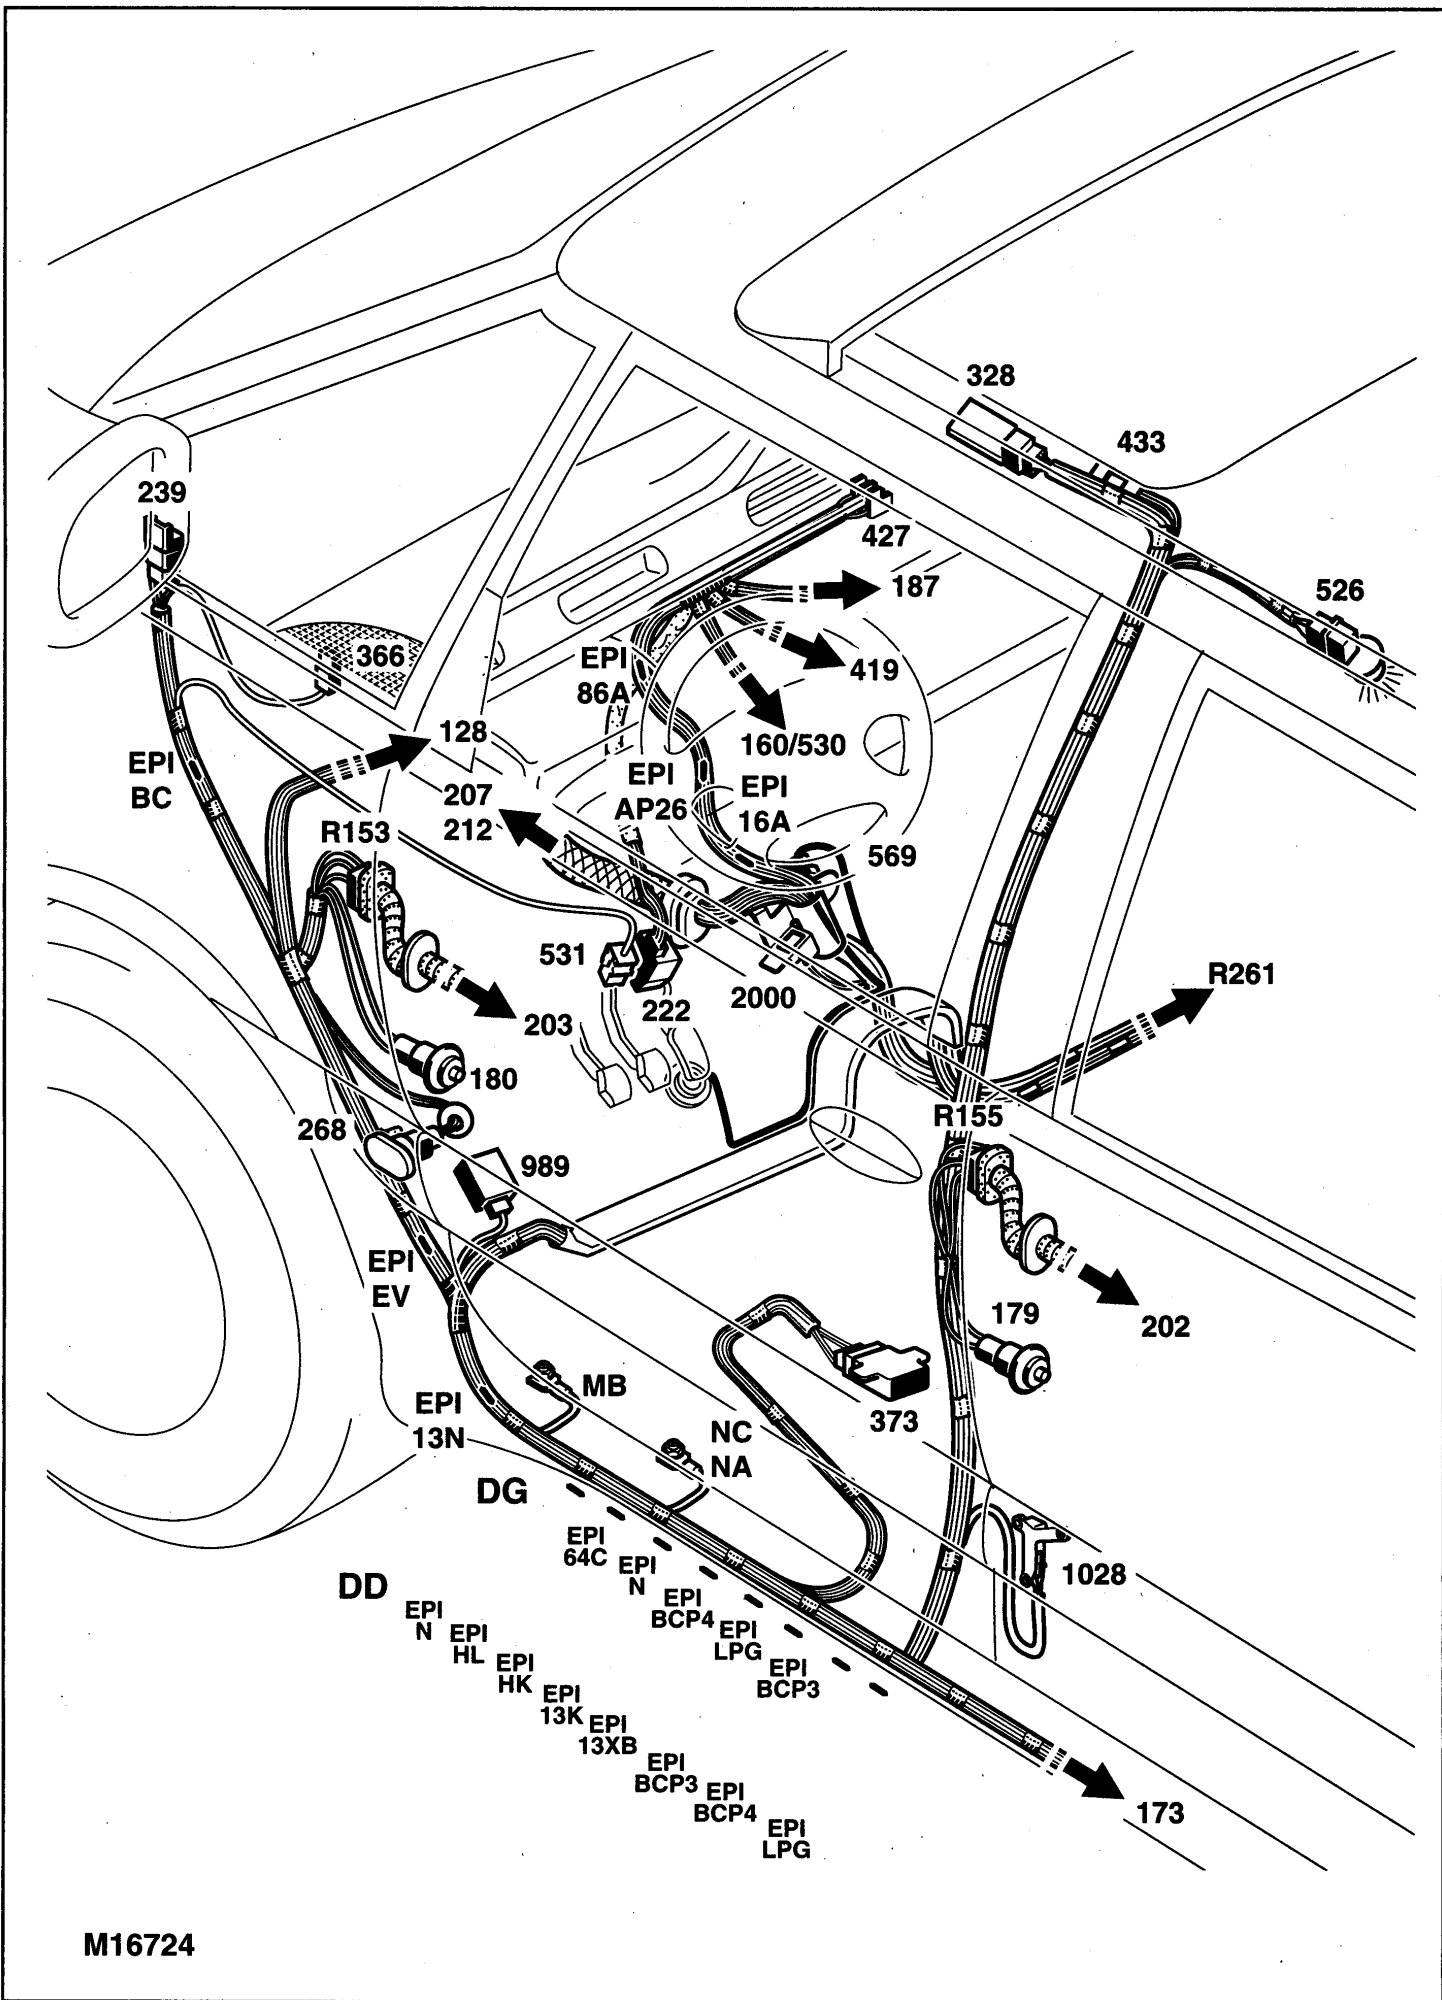 328
433
239
427
187
526
EPI
86A
366
419
128
160/530
EPI
BC
EPI
AP26
EPI
16A
207
212
R153
569
531
222
2000
R261
203
180
R155
268
989
EPI
EV
202
179
MB
373
EPI
13N
NC
NA
DG
EPI
64C
EPI
N
EPI
BCP4
EPI
LPG
EPI
BCP3
1028
DD
EPI
N
EPI
HL
EPI
HK
EPI
13K
EPI
13XB
EPI
BCP3
EPI
BCP4
EPI
LPG
173
M16724